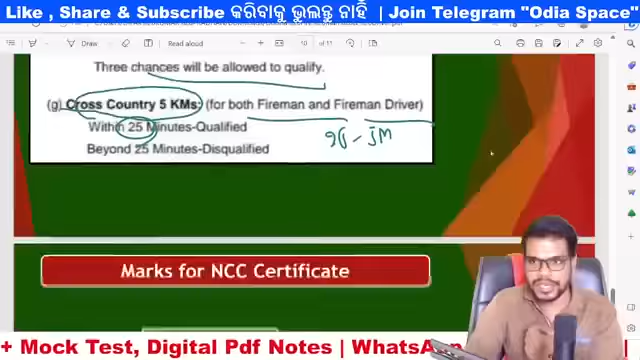 Like , Share & Subscribe କରିବାକୁ ଭୁଲନ୍ତୁ ନାହିଁ | Join Telegram "Odia Space"
Draw
Read aloud
10 of 11
Three chances will be allowed to qualify.
(g) Cross Country 5 KMs: (for both Fireman and Fireman Driver)
Within 25 Minutes-Qualified
Beyond 25 Minutes-Disqualified
Marks for NCC Certificate
+ Mock Test, Digital Pdf Notes | WhatsApp